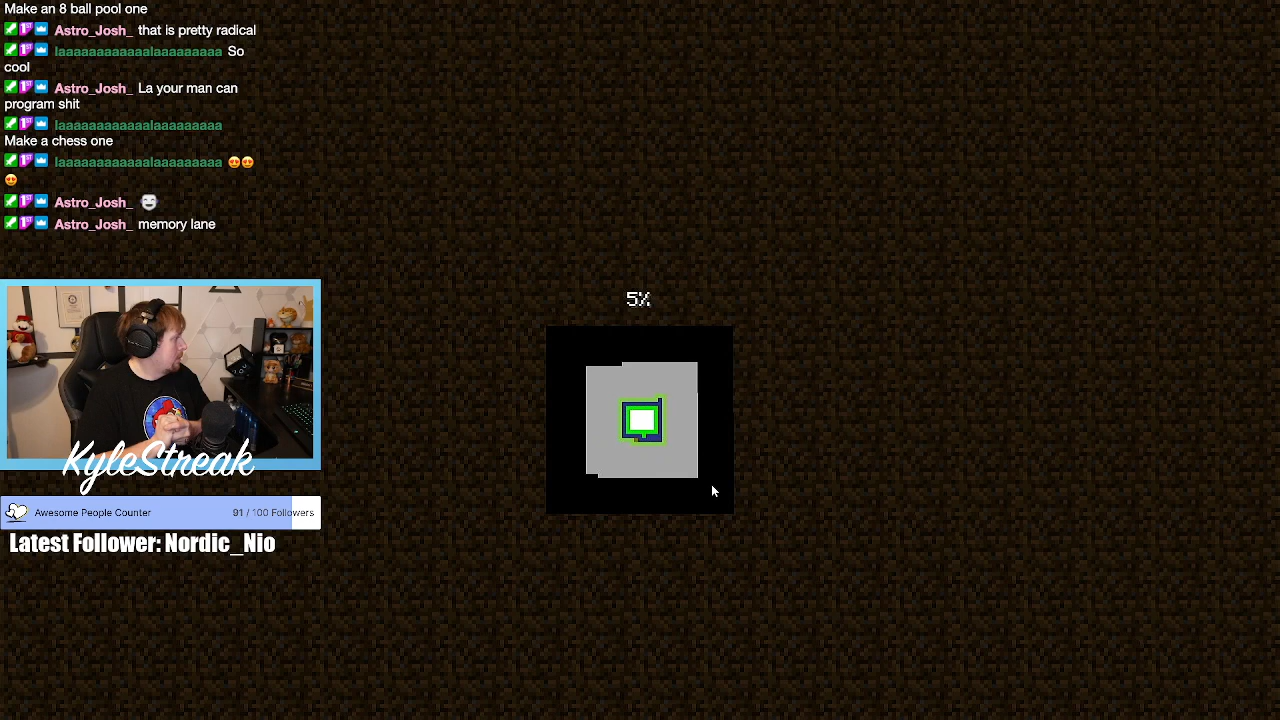 Make an 8 ball pool one
Astro_Josh_ that is pretty radical
laaaaaaaaaaaalaaaaaaaaa So
cool
Astro_Josh_ La your man can
program shit
laaaaaaaaaaaalaaaaaaaaa
Make a chess one
laaaaaaaaaaaalaaaaaaaaa
Astro_Josh_
Astro_Josh_ memory lane
5%
KyleStreak
Awesome People Counter 91 / 100 Followers
Latest Follower: Nordic_Nio